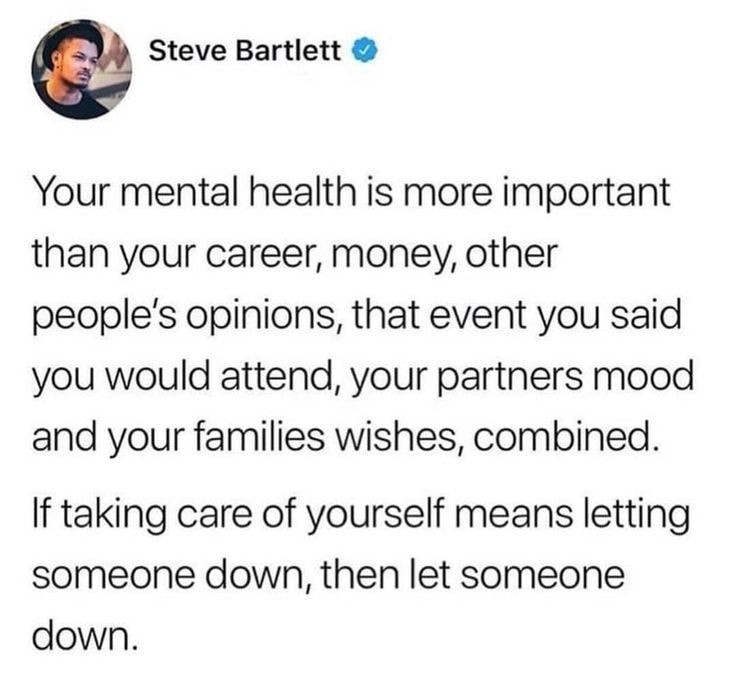 Steve Bartlett
Your mental health is more important
than your career, money, other
people's opinions, that event you said
you would attend, your partners mood
and your families wishes, combined.
If taking care of yourself means letting
someone down, then let someone
down.